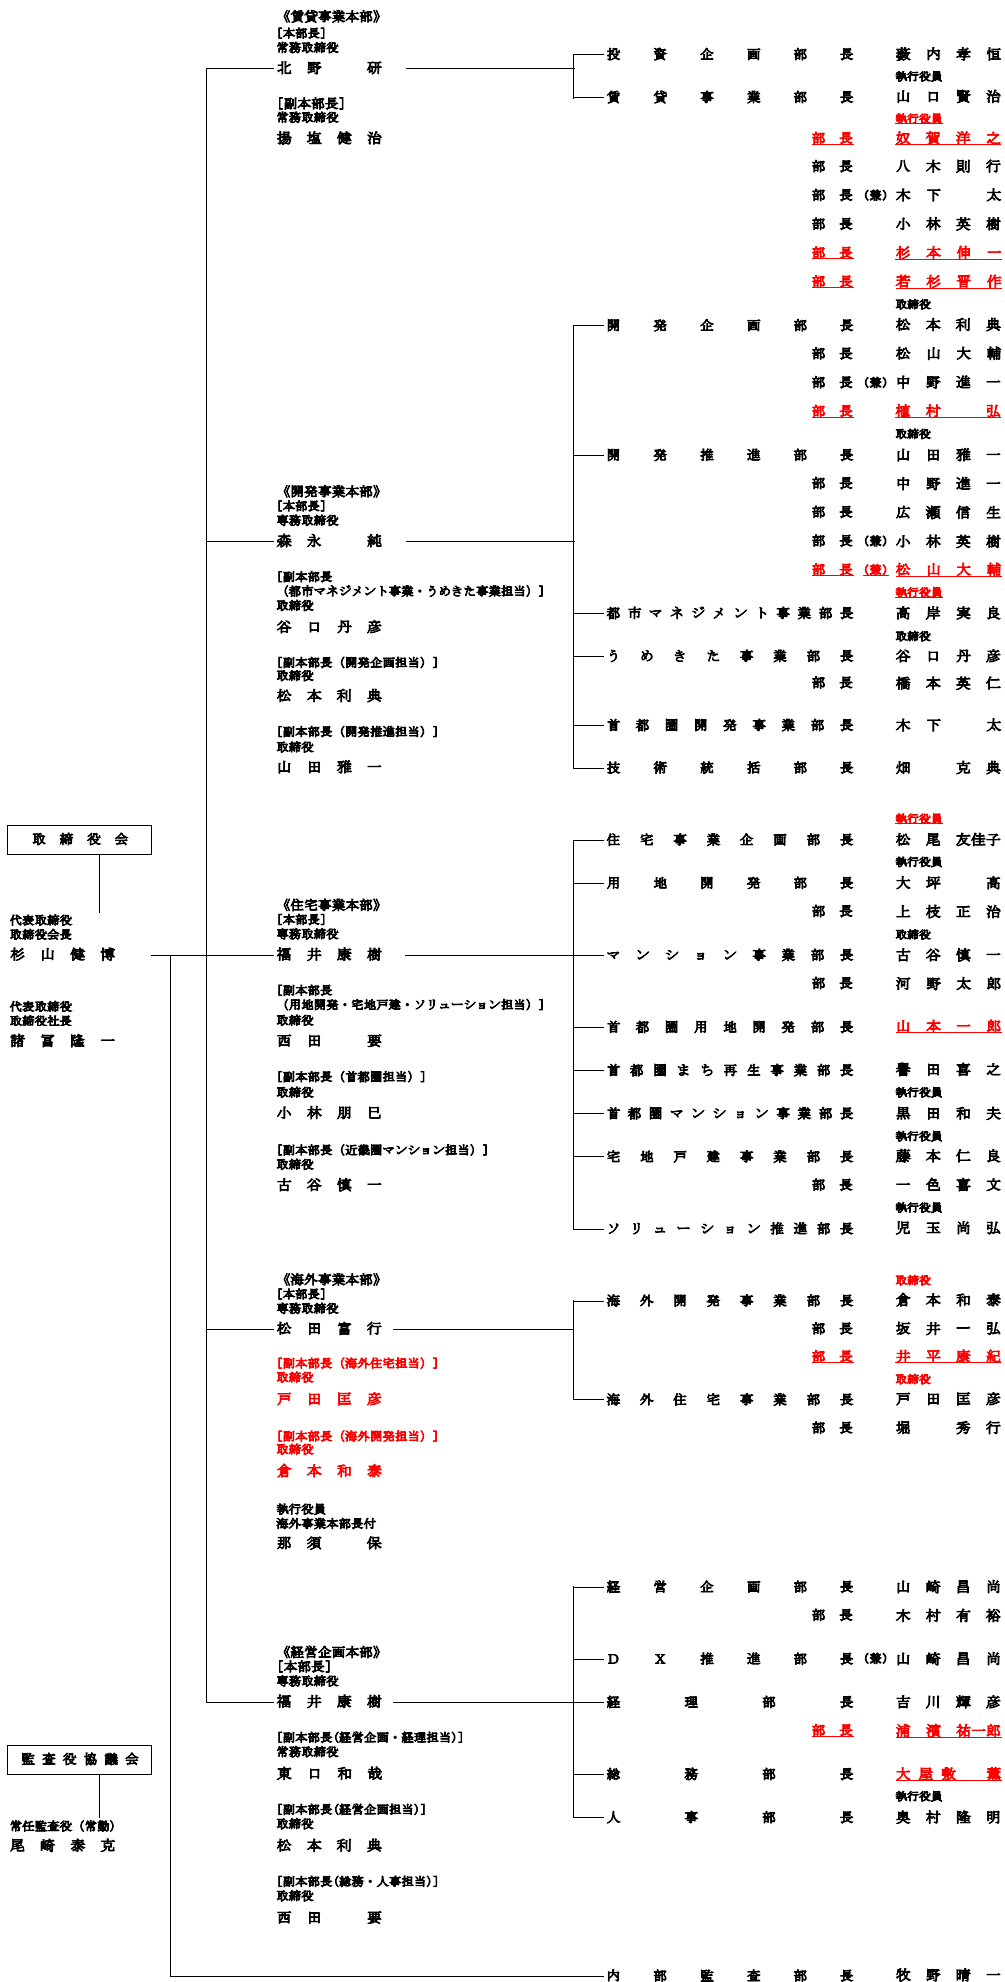 《賃貸事業本部》
[本部長]
常務取締役
北野 研
[副本部長]
常務取締役
揚塩健治
投資企画部長 藪内孝恒
執行役員
賃貸事業部長 山口賢治
執行役員
部長 奴賀洋之
部長 八木則行
部長(兼) 木下 太
部長 小林英樹
部長 杉本伸一
部長 若杉晋作
《開発事業本部》
[本部長]
専務取締役
森永 純
[副本部長
(都市マネジメント事業・うめきた事業担当)]
取締役
谷口丹彦
[副本部長(開発企画担当)]
取締役
松本利典
[副本部長(開発推進担当)]
取締役
山田雅一
取締役
開発企画部長 松本利典
部長 松山大輔
部長(兼) 中野進一
部長 植村 弘
取締役
開発推進部長 山田雅一
部長 中野進一
部長 広瀬信生
部長(兼) 小林英樹
部長(兼) 松山大輔
執行役員
都市マネジメント事業部長 高岸実良
取締役
うめきた事業部長 谷口丹彦
部長 橋本英仁
首都圏開発事業部長 木下 太
技術統括部長 畑 克典
取締役会
代表取締役
取締役会長
杉山健博
代表取締役
取締役社長
諸冨隆一
《住宅事業本部》
[本部長]
専務取締役
福井康樹
[副本部長
(用地開発・宅地戸建・ソリューション担当)]
取締役
西田 要
[副本部長(首都圏担当)]
取締役
小林朋巳
[副本部長(近畿圏マンション担当)]
取締役
古谷慎一
執行役員
住宅事業企画部長 松尾友佳子
執行役員
用地開発部長 大坪 高
部長 上枝正治
取締役
マンション事業部長 古谷慎一
部長 河野太郎
首都圏用地開発部長 山本一郎
首都圏まち再生事業部長 譽田喜之
執行役員
首都圏マンション事業部長 黒田和夫
執行役員
宅地戸建事業部長 藤本仁良
部長 一色喜文
執行役員
ソリューション推進部長 児玉尚弘
《海外事業本部》
[本部長]
専務取締役
松田富行
[副本部長(海外住宅担当)]
取締役
戸田匡彦
[副本部長(海外開発担当)]
取締役
倉本和泰
執行役員
海外事業本部長付
那須 保
取締役
海外開発事業部長 倉本和泰
部長 坂井一弘
部長 井平康紀
取締役
海外住宅事業部長 戸田匡彦
部長 堀 秀行
《経営企画本部》
[本部長]
専務取締役
福井康樹
[副本部長(経営企画・経理担当)]
常務取締役
東口和哉
[副本部長(経営企画担当)]
取締役
松本利典
[副本部長(総務・人事担当)]
取締役
西田 要
経営企画部長 山崎昌尚
部長 木村有裕
DX推進部長(兼) 山崎昌尚
経理部長 吉川輝彦
部長 浦濱祐一郎
総務部長 大屋敷 薫
執行役員
人事部長 奥村隆明
監査役協議会
常任監査役(常勤)
尾崎泰克
内部監査部長 牧野晴一